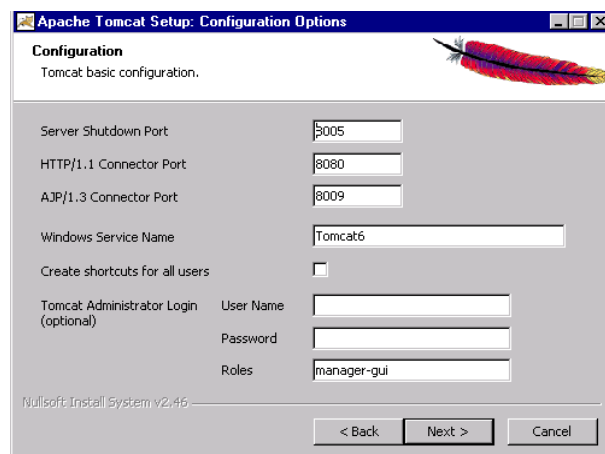 Apache Tomcat Setup: Configuration Options
Configuration
Tomcat basic configuration.
Server Shutdown Port 8005
HTTP/1.1 Connector Port 8080
AJP/1.3 Connector Port 8009
Windows Service Name Tomcat6
Create shortcuts for all users
Tomcat Administrator Login User Name
(optional)
Password
Roles manager-gui
Nullsoft Install System v2.46
< Back Next > Cancel